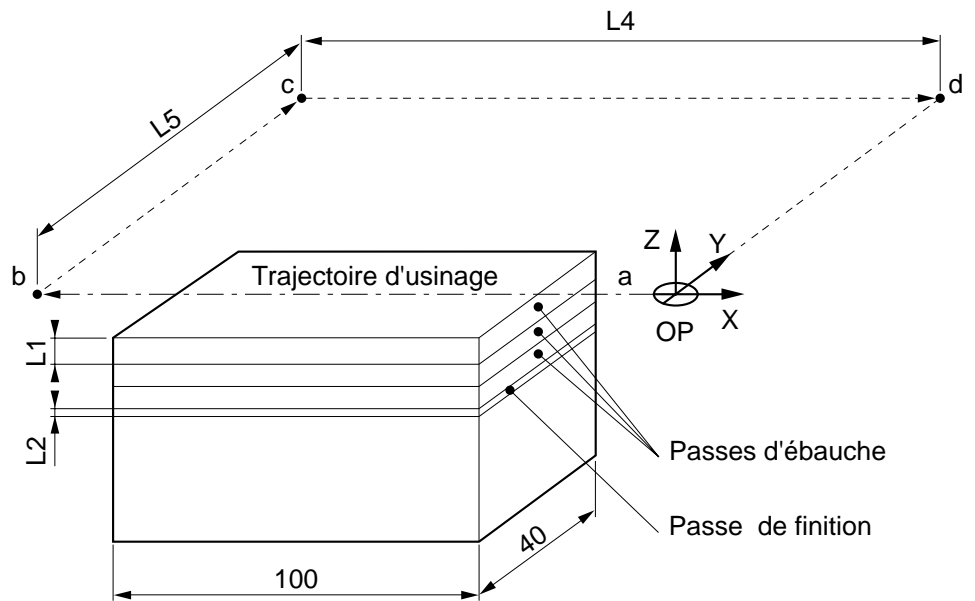 L4
c
d
L5
Z
Y
b
Trajectoire d'usinage
a
X
OP
L1
L2
Passes d'ébauche
Passe de finition
40
100